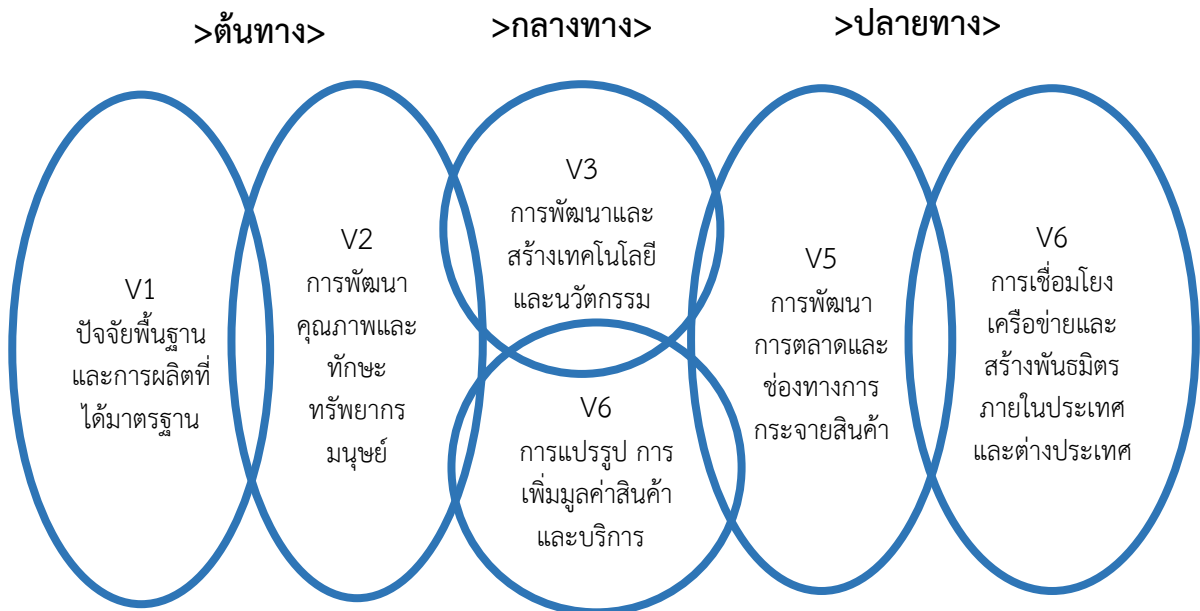 >ต้นทาง>
>กลางทาง>
>ปลายทาง>
V1
ปัจจัยพื้นฐาน
และการผลิตที่
ได้มาตรฐาน
V2
การพัฒนา
คุณภาพและ
ทักษะ
ทรัพยากร
มนุษย์
V3
การพัฒนาและ
สร้างเทคโนโลยี
และนวัตกรรม
V6
การแปรรูป การ
เพิ่มมูลค่าสินค้า
และบริการ
V5
การพัฒนา
การตลาดและ
ช่องทางการ
กระจายสินค้า
V6
การเชื่อมโยง
เครือข่ายและ
สร้างพันธมิตร
ภายในประเทศ
และต่างประเทศ